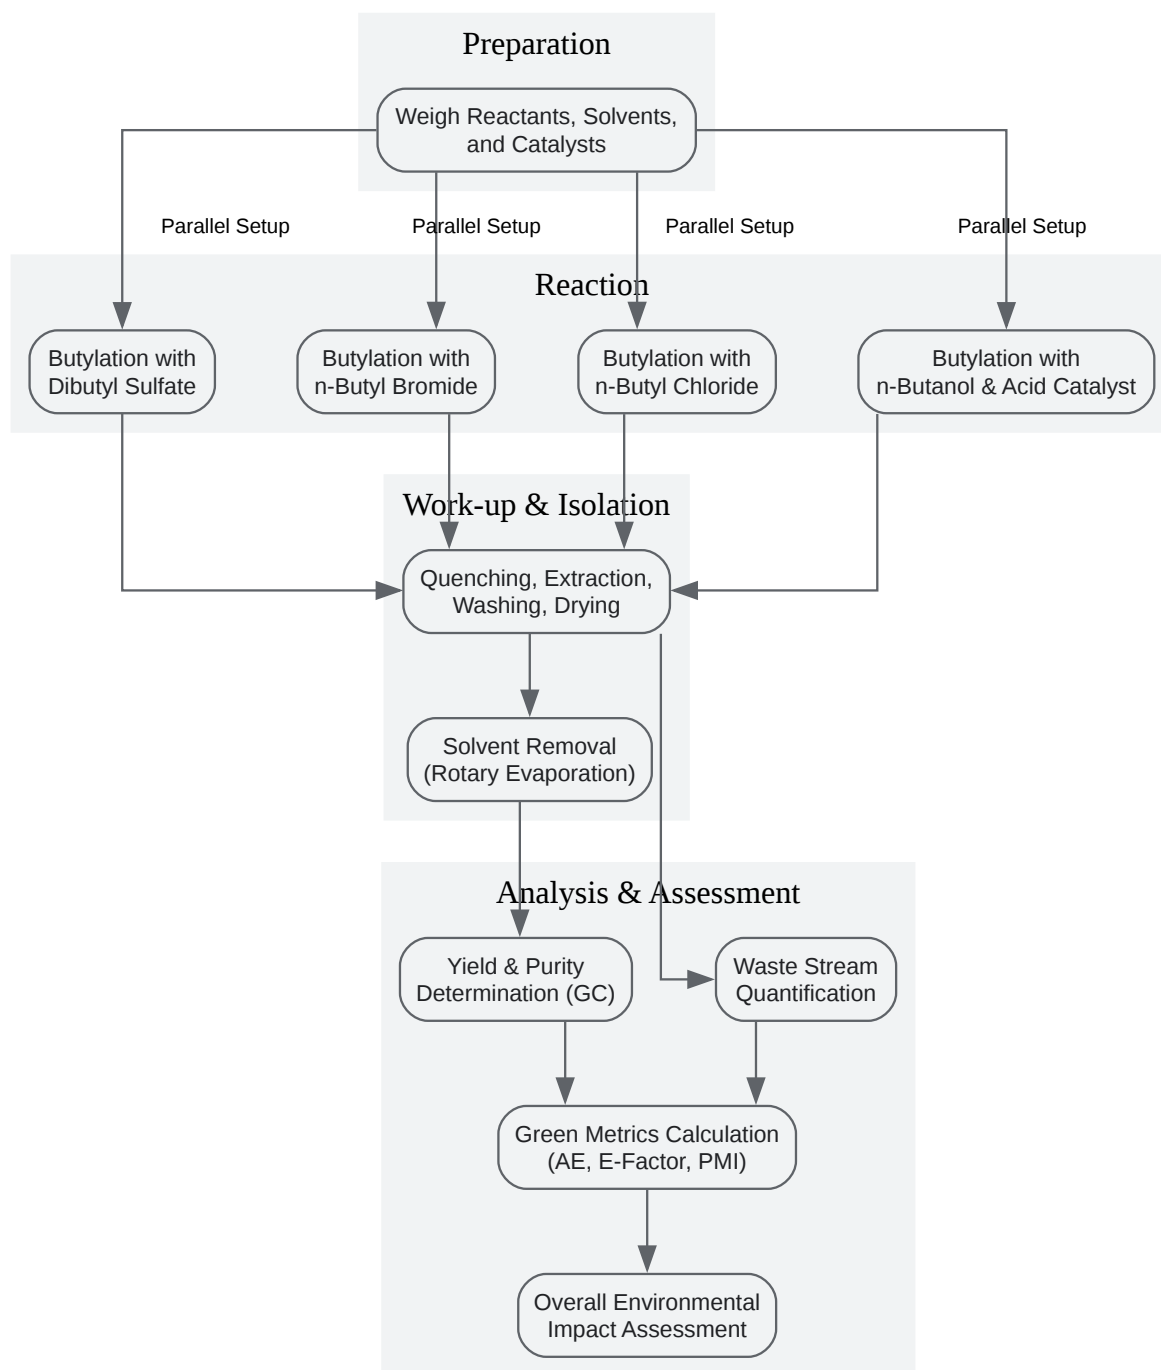 Preparation
Weigh Reactants, Solvents,
and Catalysts
Parallel Setup
Parallel Setup
Parallel Setup
Parallel Setup
Reaction
Butylation with
Dibutyl Sulfate
Butylation with
n-Butyl Bromide
Butylation with
n-Butyl Chloride
Butylation with
n-Butanol & Acid Catalyst
Work-up & Isolation
Quenching, Extraction,
Washing, Drying
Solvent Removal
(Rotary Evaporation)
Analysis & Assessment
Yield & Purity
Determination (GC)
Waste Stream
Quantification
Green Metrics Calculation
(AE, E-Factor, PMI)
Overall Environmental
Impact Assessment